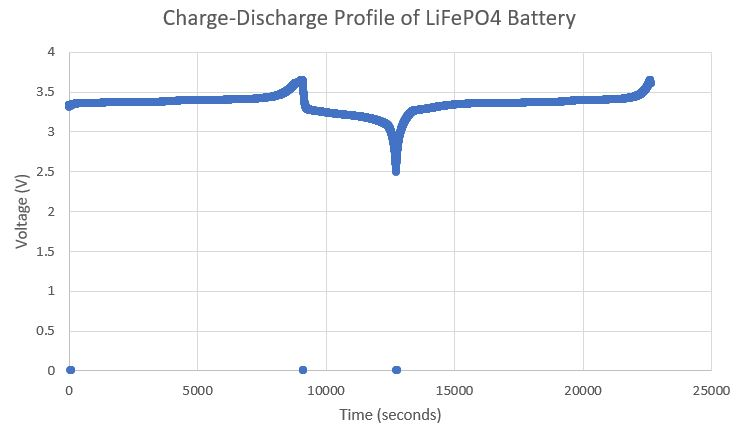 Charge-Discharge Profile of LiFePO4 Battery
4
3.5
3
2.5
2
1.5
1
0.5
0
Voltage (V)
0 5000 10000 15000 20000 25000
Time (seconds)